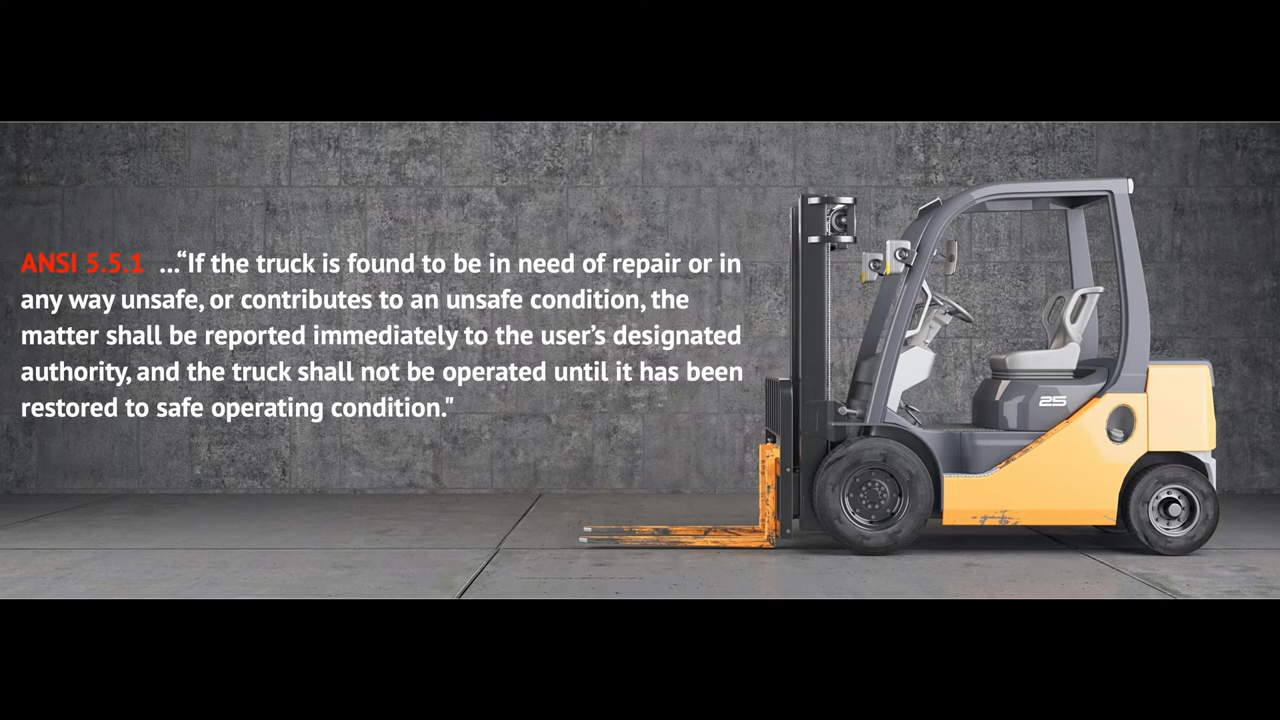 ANSI 5.5.1 ...“If the truck is found to be in need of repair or in
any way unsafe, or contributes to an unsafe condition, the
matter shall be reported immediately to the user’s designated
authority, and the truck shall not be operated until it has been
restored to safe operating condition."
25